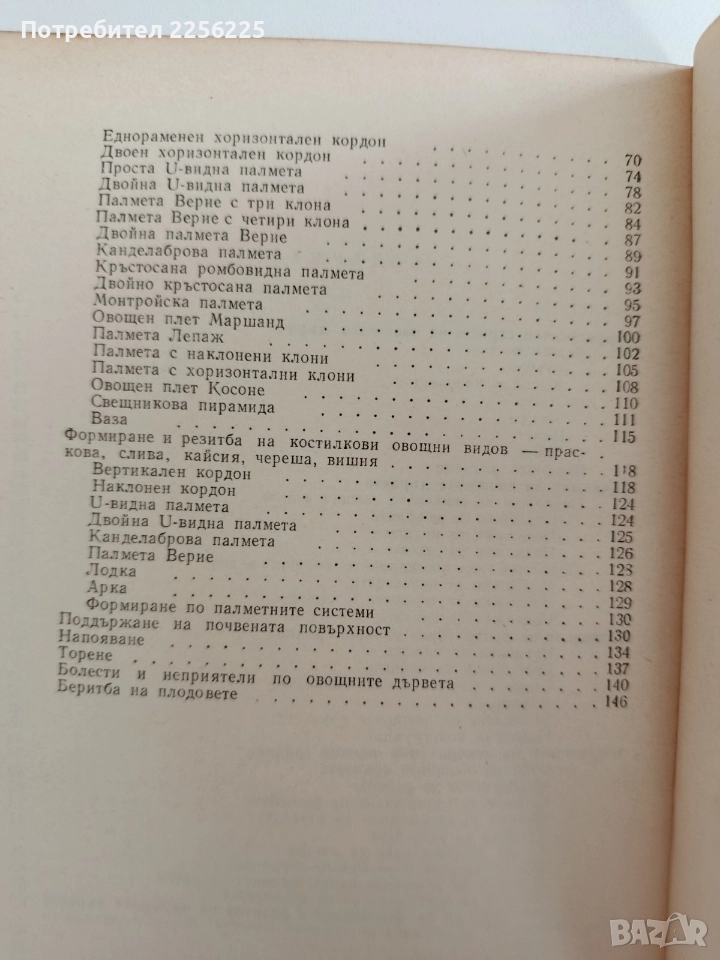 Потребител 2256225
Еднораменен хоризонтален кордон . . . . . . . . . 70
Двоен хоризонтален кордон . . . . . . . . . . . 74
Проста U-видна палмета . . . . . . . . . . . . 78
Двойна U-видна палмета . . . . . . . . . . . . 82
Палмета Верие с три клона . . . . . . . . . . . 84
Палмета Верие с четири клона . . . . . . . . . . 87
Двойна палмета Верие . . . . . . . . . . . . . 89
Канделаброва палмета . . . . . . . . . . . . . 91
Кръстосана ромбовидна палмета . . . . . . . . . . 93
Двойно кръстосана палмета . . . . . . . . . . . 95
Монтройска палмета . . . . . . . . . . . . . . 97
Овощен плет Маршанд . . . . . . . . . . . . . 100
Палмета Лепаж . . . . . . . . . . . . . . . 102
Палмета с наклонени клони . . . . . . . . . . . 105
Палмета с хоризонтални клони . . . . . . . . . . 108
Овощен плет Косоне . . . . . . . . . . . . . 110
Свещникова пирамида . . . . . . . . . . . . . 111
Ваза . . . . . . . . . . . . . . . . . . . 115
Формиране и резитба на костилкови овощни видов — прас-
кова, слива, кайсия, череша, вишня . . . . . . . . . 118
Вертикален кордон . . . . . . . . . . . . . . 118
Наклонен кордон . . . . . . . . . . . . . . . 124
U-видна палмета . . . . . . . . . . . . . . . 124
Двойна U-видна палмета . . . . . . . . . . . . 125
Канделаброва палмета . . . . . . . . . . . . . 126
Палмета Верие . . . . . . . . . . . . . . . 128
Лодка . . . . . . . . . . . . . . . . . . 128
Арка . . . . . . . . . . . . . . . . . . . 129
Формиране по палметните системи . . . . . . . . . 130
Поддържане на почвената повърхност . . . . . . . . . 130
Напояване . . . . . . . . . . . . . . . . . 134
Торене . . . . . . . . . . . . . . . . . . 137
Болести и неприятели по овощните дървета . . . . . . . 140
Беритба на плодовете . . . . . . . . . . . . . . 146
BAZAR